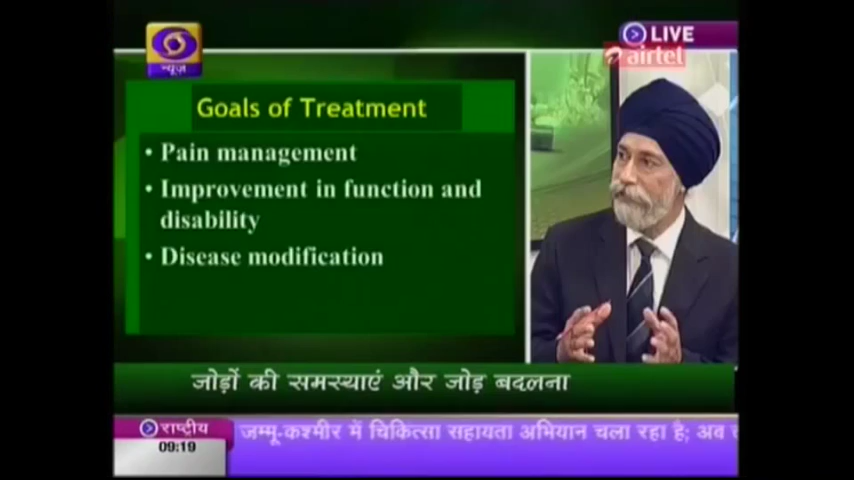 न्यूज़
LIVE
airtel
Goals of Treatment
• Pain management
• Improvement in function and
disability
• Disease modification
जोड़ों की समस्याएं और जोड़ बदलना
राष्ट्रीय
09:19
जम्मू-कश्मीर में चिकित्सा सहायता अभियान चला रहा है; अब